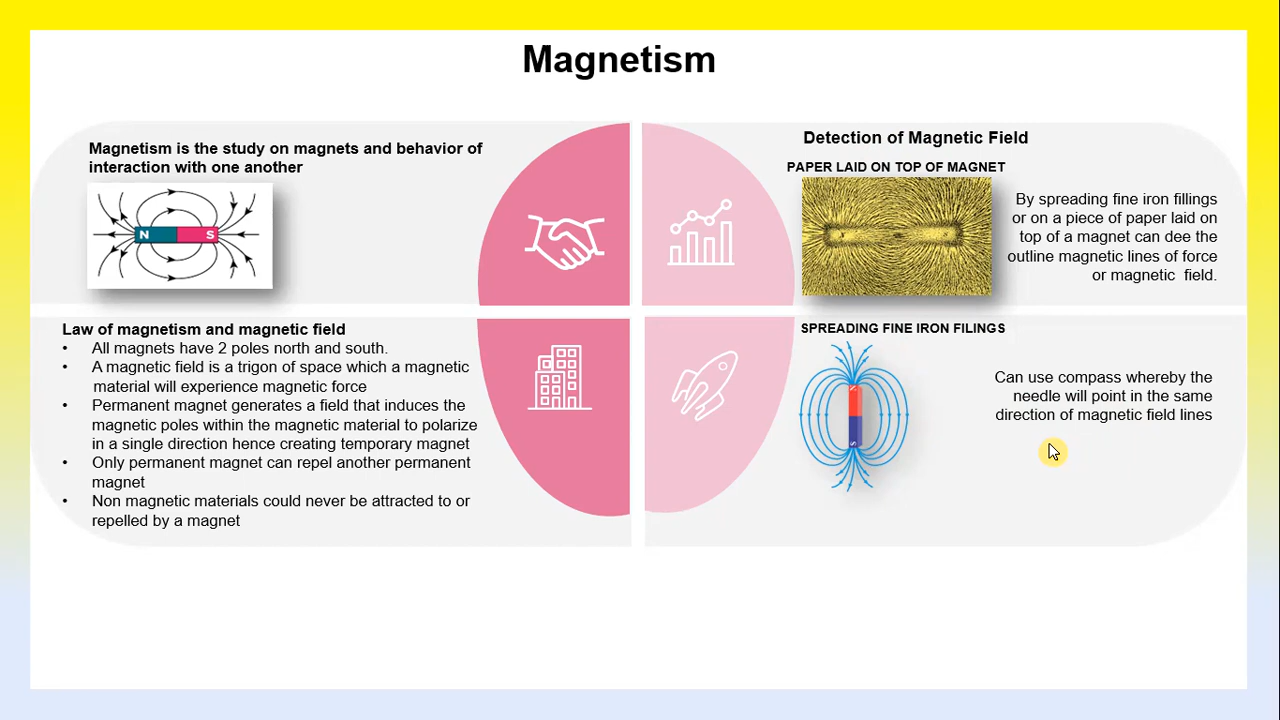 Magnetism
Magnetism is the study on magnets and behavior of
interaction with one another
N S
Law of magnetism and magnetic field
• All magnets have 2 poles north and south.
• A magnetic field is a trigon of space which a magnetic
material will experience magnetic force
• Permanent magnet generates a field that induces the
magnetic poles within the magnetic material to polarize
in a single direction hence creating temporary magnet
• Only permanent magnet can repel another permanent
magnet
• Non magnetic materials could never be attracted to or
repelled by a magnet
Detection of Magnetic Field
PAPER LAID ON TOP OF MAGNET
By spreading fine iron fillings
or on a piece of paper laid on
top of a magnet can dee the
outline magnetic lines of force
or magnetic field.
SPREADING FINE IRON FILINGS
S
Can use compass whereby the
needle will point in the same
direction of magnetic field lines